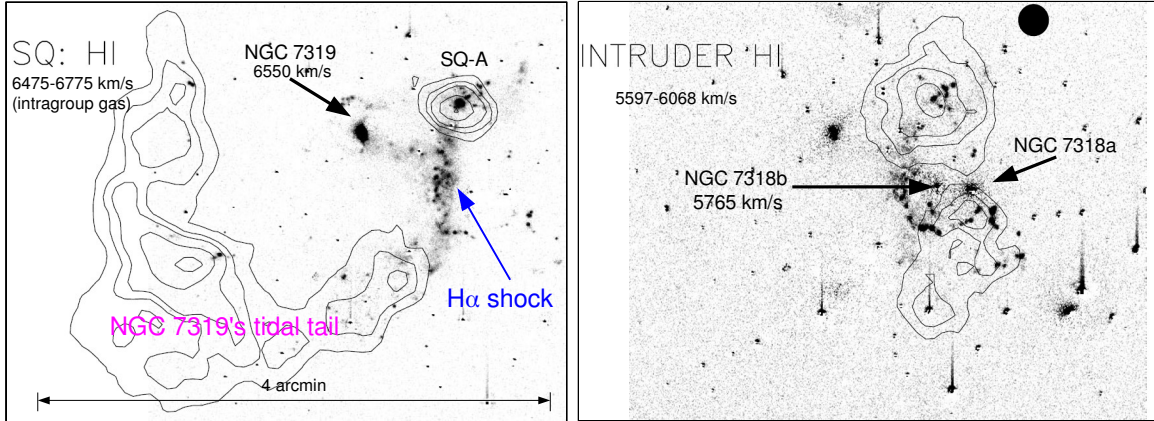 SQ: HI
6475-6775 km/s
(intragroup gas)
NGC 7319
6550 km/s
SQ-A
Hα shock
NGC 7319's tidal tail
4 arcmin
INTRUDER HI
5597-6068 km/s
NGC 7318a
NGC 7318b
5765 km/s